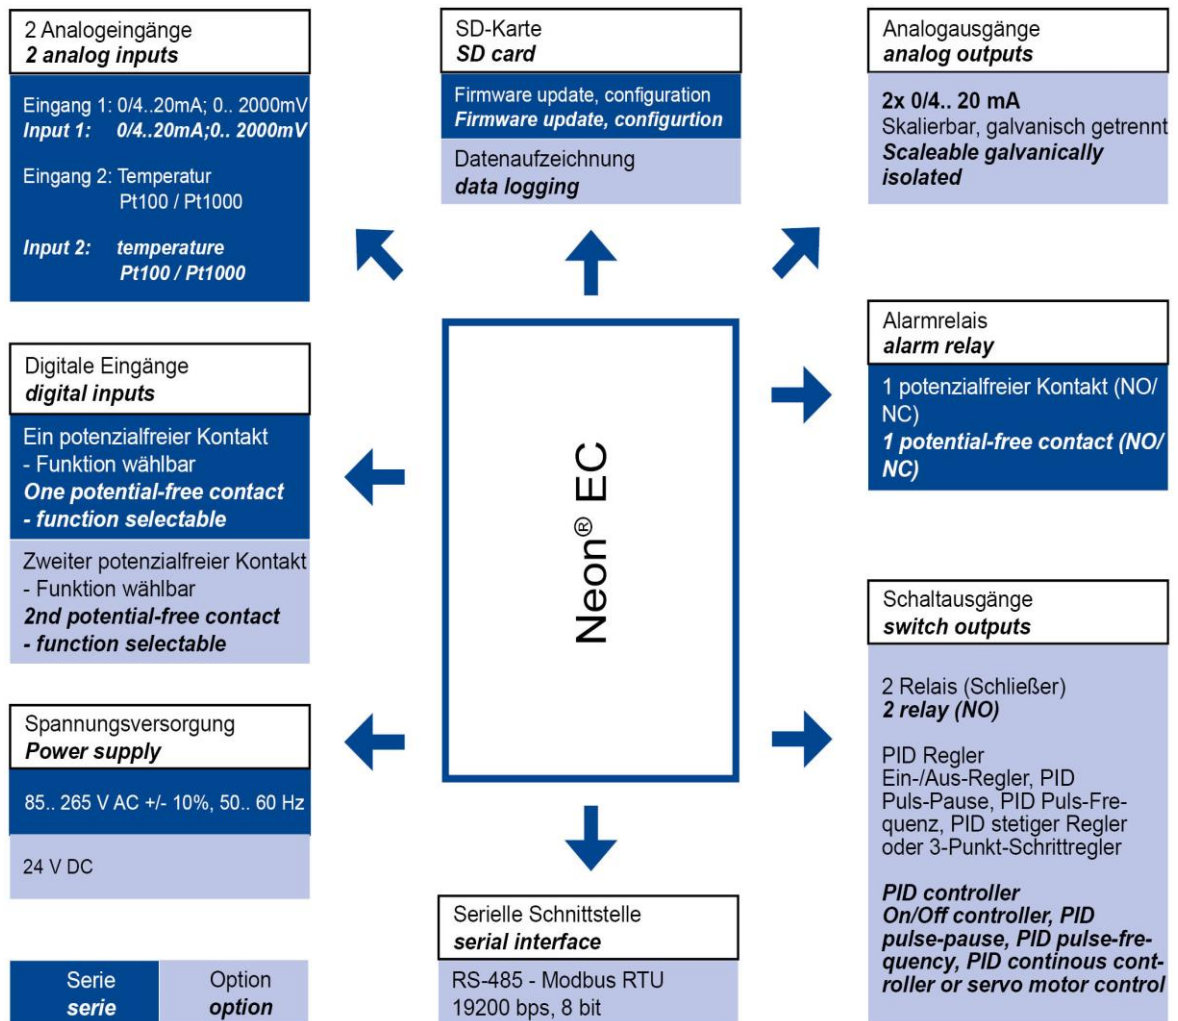 2 Analogeingänge
2 analog inputs
Eingang 1: 0/4..20mA; 0.. 2000mV
Input 1: 0/4..20mA;0.. 2000mV
Eingang 2: Temperatur
Pt100 / Pt1000
Input 2: temperature
Pt100 / Pt1000
SD-Karte
SD card
Firmware update, configuration
Firmware update, configurtion
Datenaufzeichnung
data logging
Analogausgänge
analog outputs
2x 0/4.. 20 mA
Skalierbar, galvanisch getrennt
Scaleable galvanically
isolated
Digitale Eingänge
digital inputs
Ein potenzialfreier Kontakt
- Funktion wählbar
One potential-free contact
- function selectable
Zweiter potenzialfreier Kontakt
- Funktion wählbar
2nd potential-free contact
- function selectable
Neon® EC
Alarmrelais
alarm relay
1 potenzialfreier Kontakt (NO/
NC)
1 potential-free contact (NO/
NC)
Spannungsversorgung
Power supply
85.. 265 V AC +/- 10%, 50.. 60 Hz
24 V DC
Schaltausgänge
switch outputs
2 Relais (Schließer)
2 relay (NO)
PID Regler
Ein-/Aus-Regler, PID
Puls-Pause, PID Puls-Fre-
quenz, PID stetiger Regler
oder 3-Punkt-Schrittregler
PID controller
On/Off controller, PID
pulse-pause, PID pulse-fre-
quency, PID continous cont-
roller or servo motor control
Serielle Schnittstelle
serial interface
RS-485 - Modbus RTU
19200 bps, 8 bit
Serie
serie
Option
option